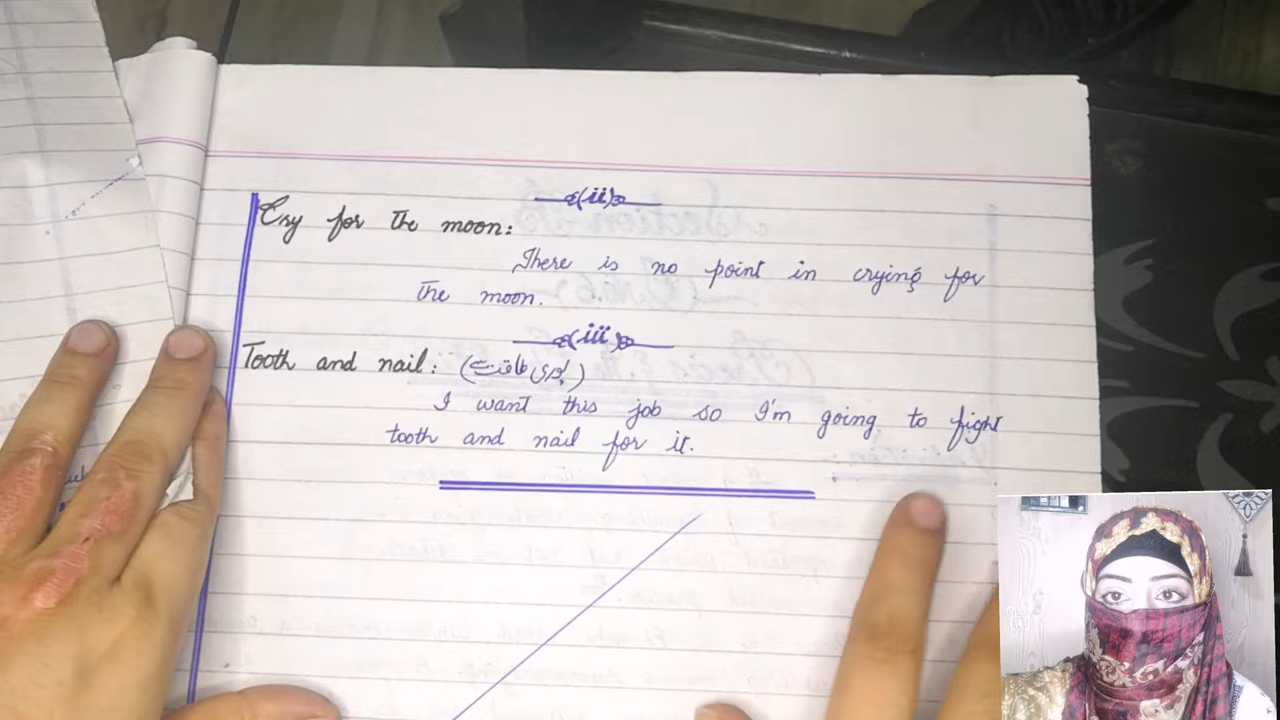 (ii)
Cry for the moon:
There is no point in crying for
the moon.
(iii)
Tooth and nail: (پوری طاقت سے)
I want this job so I'm going to fight
tooth and nail for it.